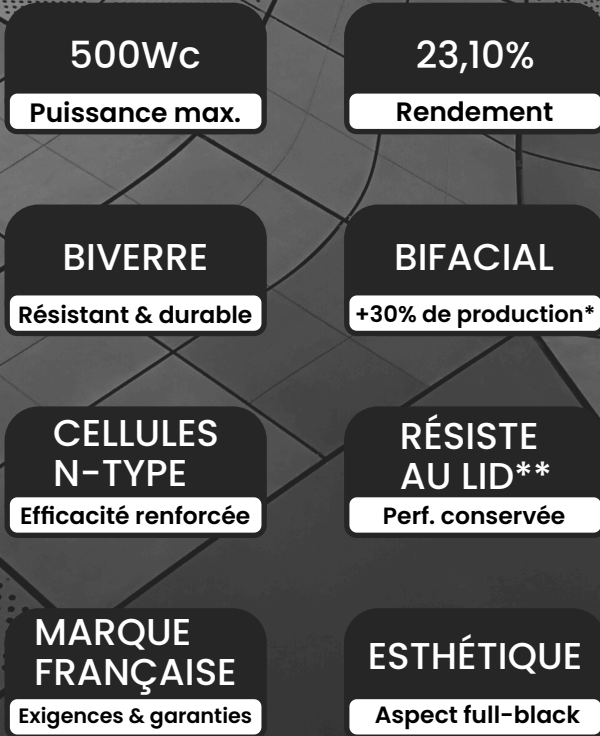 500Wc
Puissance max.
23,10%
Rendement
BIVERRE
Résistant & durable
BIFACIAL
+30% de production*
CELLULES
N-TYPE
Efficacité renforcée
RÉSISTE
AU LID**
Perf. conservée
MARQUE
FRANÇAISE
Exigences & garanties
ESTHÉTIQUE
Aspect full-black